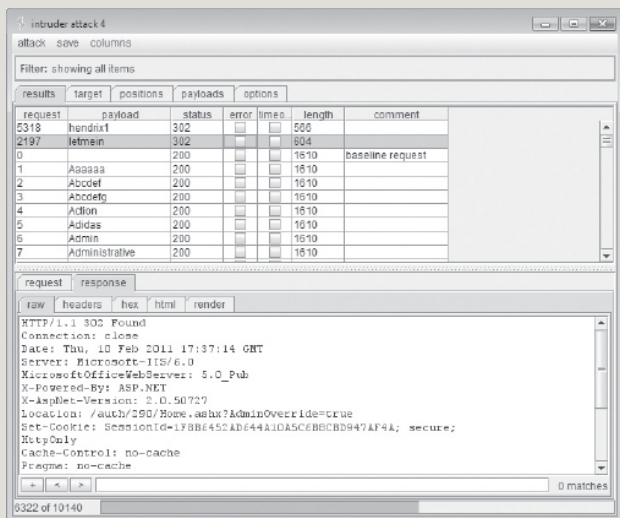 intruder attack 4
attack save columns
Filter: showing all items
results target positions payloads options
request payload status error timeo... length comment
5318 hendrix1 302 566
2197 letmein 302 604
0 200 1610 baseline request
1 Aaaaaa 200 1610
2 Abcdef 200 1610
3 Abcdefg 200 1610
4 Action 200 1610
5 Adidas 200 1610
6 Admin 200 1610
7 Administrative 200 1610
request response
raw headers hex html render
HTTP/1.1 302 Found
Connection: close
Date: Thu, 10 Feb 2011 17:37:14 GMT
Server: Microsoft-IIS/6.0
MicrosoftOfficeWebServer: 5.0_Pub
X-Powered-By: ASP.NET
X-AspNet-Version: 2.0.50727
Location: /auth/290/Home.ashx?AdminOverride=true
Set-Cookie: SessionId=1FBB6452AD644A10A5C6B8CBD947AF4A; secure;
HttpOnly
Cache-Control: no-cache
Pragma: no-cache
+ < > 0 matches
6322 of 10140